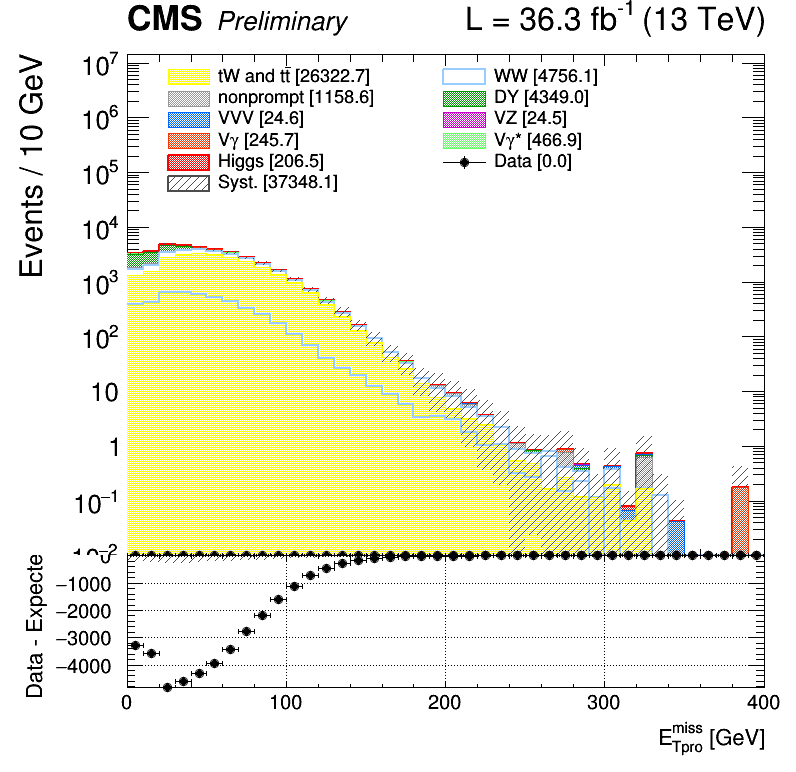 CMS Preliminary L = 36.3 fb⁻¹ (13 TeV)
Events / 10 GeV
10⁷
10⁶
10⁵
10⁴
10³
10²
10
1
10⁻¹
tW and tt̄ [26322.7]
nonprompt [1158.6]
VVV [24.6]
Vγ [245.7]
Higgs [206.5]
Syst. [37348.1]
WW [4756.1]
DY [4349.0]
VZ [24.5]
Vγ* [466.9]
Data [0.0]
Data - Expecte
−1000
−2000
−3000
−4000
0 100 200 300 400
E_Tpro^miss [GeV]